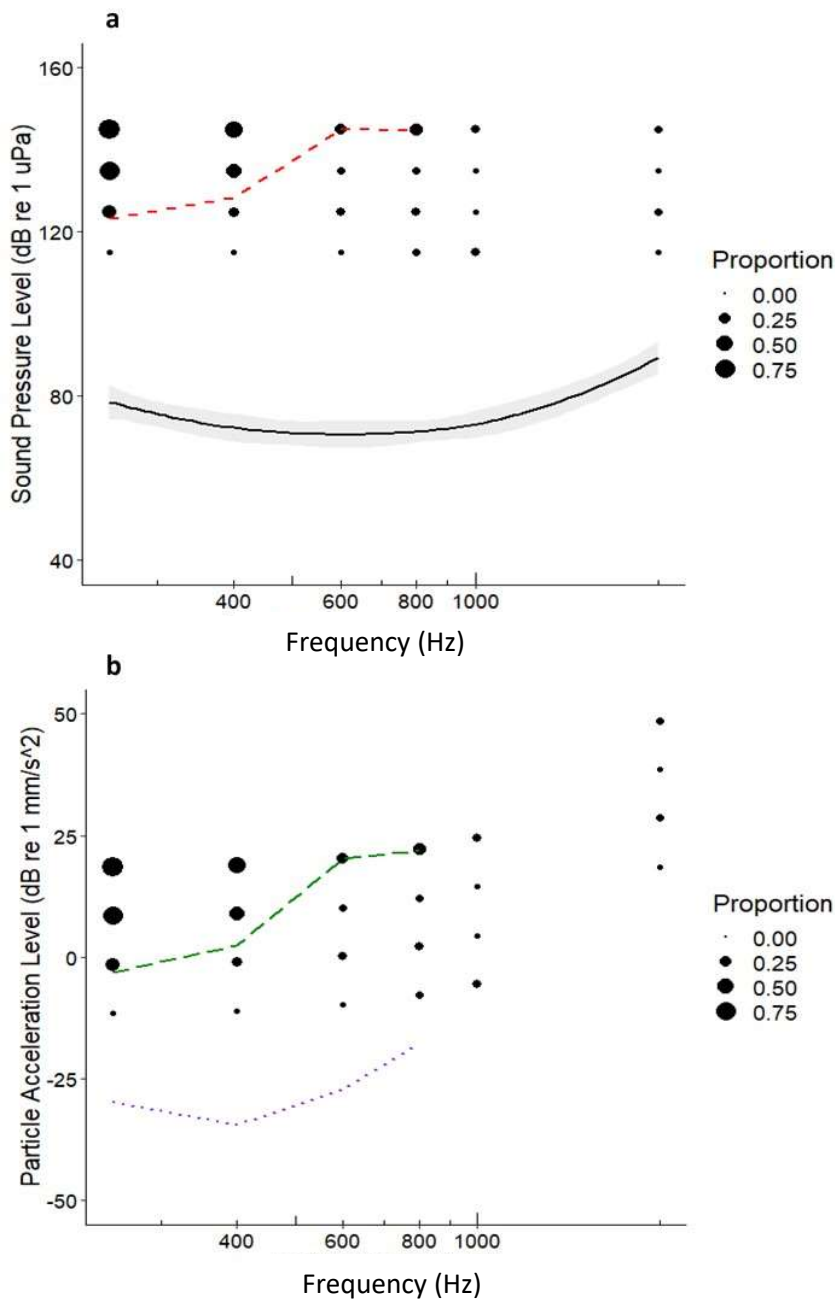 a
Sound Pressure Level (dB re 1 uPa)
160
120
80
40
400 600 800 1000
Frequency (Hz)
Proportion
0.00
0.25
0.50
0.75
b
Particle Acceleration Level (dB re 1 mm/s^2)
50
25
0
-25
-50
400 600 800 1000
Frequency (Hz)
Proportion
0.00
0.25
0.50
0.75